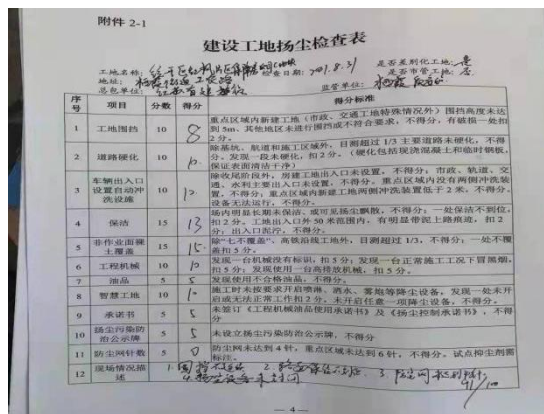 附件 2-1
建设工地扬尘检查表
工地名称： 检查日期：2021.8.31 是否差别化工地：是
地址： 是否市管工地：否
总包单位： 监管单位：
序号 项目 分数 得分 得分标准
1 工地围挡 10 8 重点区域内新建工地（市政、交通工地特殊情况外）围挡高度未达到 5m，其他地区未进行围挡或不符合要求，不得分，有破损一处扣 2 分。
2 道路硬化 10 10 除基坑、航道和施工区域外，目测超过 1/3 主要道路未硬化，不得分。发现一段未硬化，扣 2 分。（硬化包括现浇混凝土和临时钢板，保证表面清洁干净）
3 车辆出入口设置自动冲洗设施 10 10 除收尾阶段外，房建工地出入口未设置，不得分；市政、轨道、交通、水利主要出入口未设置，不得分。重点区域内没有两侧冲洗装置，不得分；重点区域内新建工地两侧冲洗装置低于 2 米，不得分。设备无法运行，不得分。
4 保洁 15 13 场内明显长期未保洁、或可见扬尘飘散，不得分；一处保洁不到位，扣 2 分。工地出入口外 50 米范围内，有明显带泥上路痕迹，扣 2 分；出入口泥泞，不得分。
5 非作业面裸土覆盖 15 15 除“七不覆盖”、高铁沿线工地外，目测超过 1/3，不得分；一处不覆盖扣 5 分。
6 工程机械 10 10 发现一台机械没有标识，扣 3 分；发现一台正常施工工况下冒黑烟，扣 5 分；发现使用一台高排放机械，扣 5 分。
7 油品 5 5 发现使用不合格油品，不得分。
8 智慧工地 10 10 施工时未按要求开启喷淋、洒水、雾炮等降尘设备，发现一处未开启或无法正常工作扣 2 分。未开启任意一项降尘设备，不得分。
9 承诺书 5 5 未签订《工程机械油品使用承诺书》及《扬尘控制承诺书》，不得分
10 扬尘污染防治公示牌 5 5 未设立扬尘污染防治公示牌，不得分
11 防尘网针数 5 0 防尘网未达到 4 针，重点区域未达到 6 针，不得分。试点抑尘剂需标注。
12 现场情况描述
91/10
— 4 —